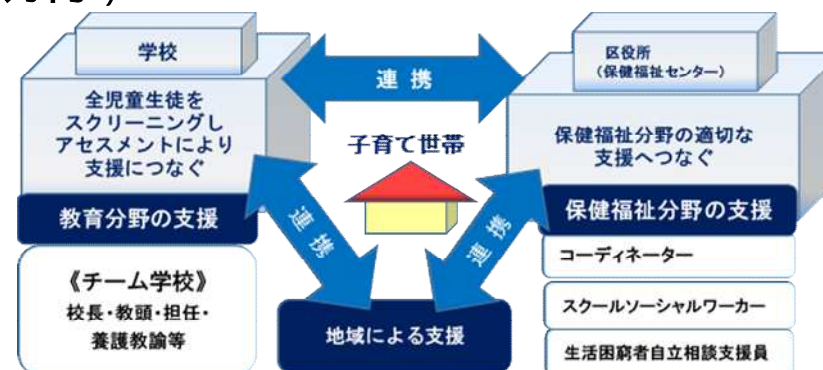 学校
区役所
(保健福祉センター)
連携
全児童生徒を
スクリーニングし
アセスメントにより
支援につなぐ
子育て世帯
保健福祉分野の適切な
支援へつなぐ
教育分野の支援
連携
連携
保健福祉分野の支援
《チーム学校》
校長・教頭・担任・
養護教諭等
地域による支援
コーディネーター
スクールソーシャルワーカー
生活困窮者自立相談支援員